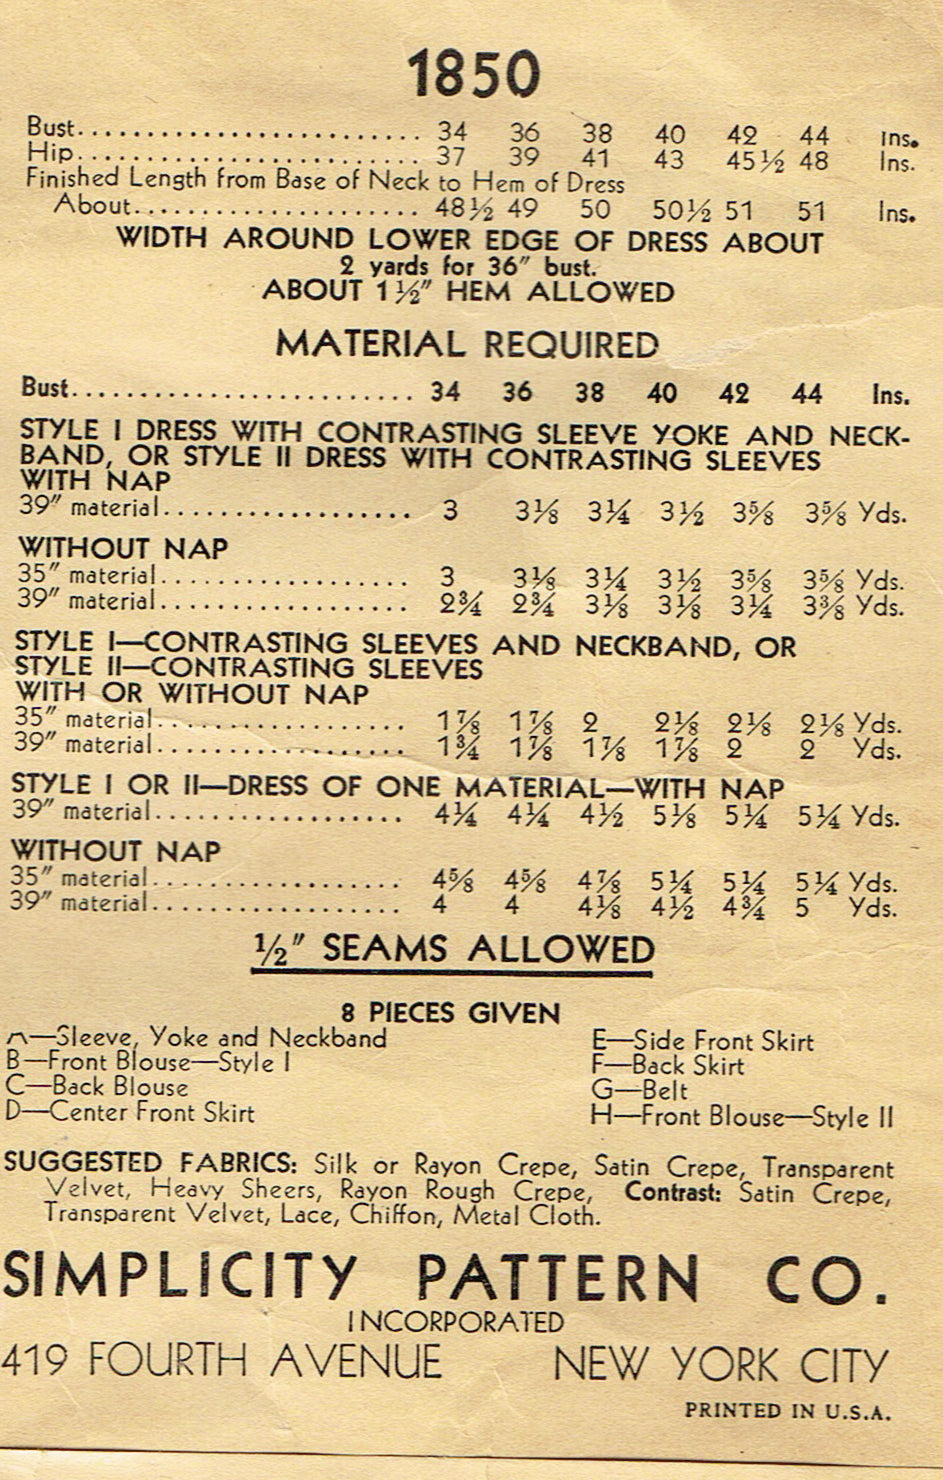 1850
Bust........................... 34 36 38 40 42 44 Ins.
Hip........................... 37 39 41 43 45½ 48 Ins.
Finished Length from Base of Neck to Hem of Dress
About...................... 48½ 49 50 50½ 51 51 Ins.
WIDTH AROUND LOWER EDGE OF DRESS ABOUT
2 yards for 36" bust.
ABOUT 1½" HEM ALLOWED
MATERIAL REQUIRED
Bust.......................... 34 36 38 40 42 44 Ins.
STYLE I DRESS WITH CONTRASTING SLEEVE YOKE AND NECK-
BAND, OR STYLE II DRESS WITH CONTRASTING SLEEVES
WITH NAP
39" material.................. 3 3⅛ 3¼ 3½ 3⅝ 3⅝ Yds.
WITHOUT NAP
35" material.................. 3 3⅛ 3¼ 3½ 3⅝ 3⅝ Yds.
39" material.................. 2¾ 2¾ 3⅛ 3⅛ 3¼ 3⅜ Yds.
STYLE I—CONTRASTING SLEEVES AND NECKBAND, OR
STYLE II—CONTRASTING SLEEVES
WITH OR WITHOUT NAP
35" material.................. 1⅞ 1⅞ 2 2⅛ 2⅛ 2⅛ Yds.
39" material.................. 1¾ 1⅞ 1⅞ 1⅞ 2 2 Yds.
STYLE I OR II—DRESS OF ONE MATERIAL—WITH NAP
39" material.................. 4¼ 4¼ 4½ 5⅛ 5¼ 5¼ Yds.
WITHOUT NAP
35" material.................. 4⅝ 4⅝ 4⅞ 5¼ 5¼ 5¼ Yds.
39" material.................. 4 4 4⅛ 4½ 4¾ 5 Yds.
½" SEAMS ALLOWED
8 PIECES GIVEN
A—Sleeve, Yoke and Neckband
B—Front Blouse—Style I
C—Back Blouse
D—Center Front Skirt
E—Side Front Skirt
F—Back Skirt
G—Belt
H—Front Blouse—Style II
SUGGESTED FABRICS: Silk or Rayon Crepe, Satin Crepe, Transparent
Velvet, Heavy Sheers, Rayon Rough Crepe, Contrast: Satin Crepe,
Transparent Velvet, Lace, Chiffon, Metal Cloth.
SIMPLICITY PATTERN CO.
INCORPORATED
419 FOURTH AVENUE NEW YORK CITY
PRINTED IN U.S.A.